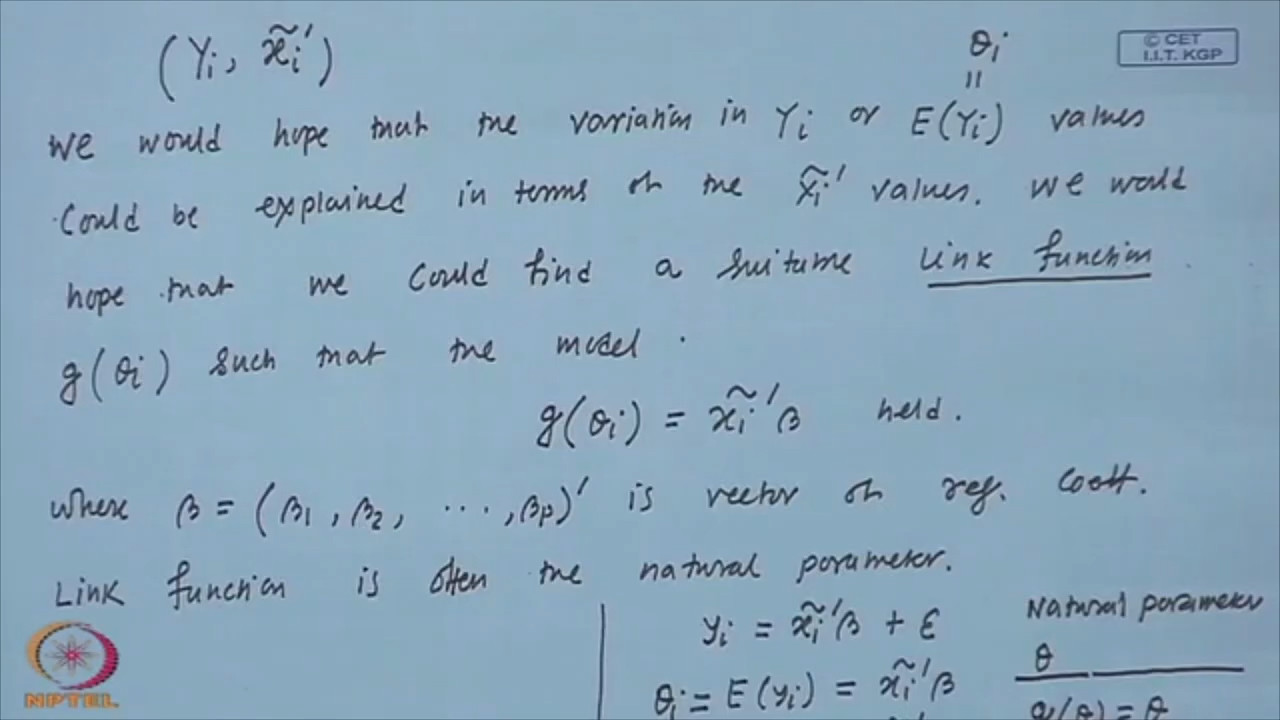 (Yᵢ, x̃ᵢ′)
θᵢ
© CET
I.I.T. KGP
||
We would hope that the variation in Yᵢ or E(Yᵢ) values
could be explained in terms of the x̃ᵢ′ values. We would
hope that we could find a suitable Link function
g(θᵢ) such that the model
g(θᵢ) = x̃ᵢ′β held.
where β = (β₁, β₂, ..., βₚ)′ is vector of reg. coeff.
Link function is often the natural parameter.
yᵢ = x̃ᵢ′β + ε
Natural parameter
θ
θᵢ = E(yᵢ) = x̃ᵢ′β
g(θ) = θ
NPTEL